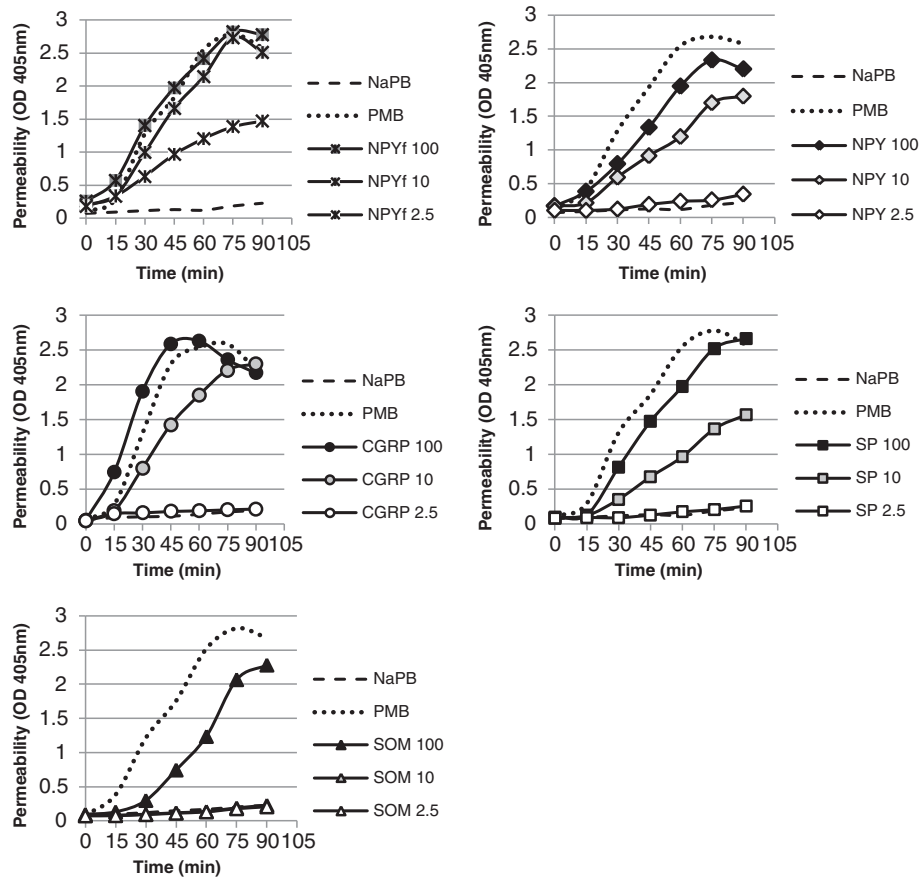 Permeability (OD 405nm)
3
2.5
2
1.5
1
0.5
0
0 15 30 45 60 75 90 105
Time (min)
NaPB
PMB
NPYf 100
NPYf 10
NPYf 2.5
Permeability (OD 405nm)
3
2.5
2
1.5
1
0.5
0
0 15 30 45 60 75 90 105
Time (min)
NaPB
PMB
NPY 100
NPY 10
NPY 2.5
Permeability (OD 405nm)
3
2.5
2
1.5
1
0.5
0
0 15 30 45 60 75 90 105
Time (min)
NaPB
PMB
CGRP 100
CGRP 10
CGRP 2.5
Permeability (OD 405nm)
3
2.5
2
1.5
1
0.5
0
0 15 30 45 60 75 90 105
Time (min)
NaPB
PMB
SP 100
SP 10
SP 2.5
Permeability (OD 405nm)
3
2.5
2
1.5
1
0.5
0
0 15 30 45 60 75 90 105
Time (min)
NaPB
PMB
SOM 100
SOM 10
SOM 2.5